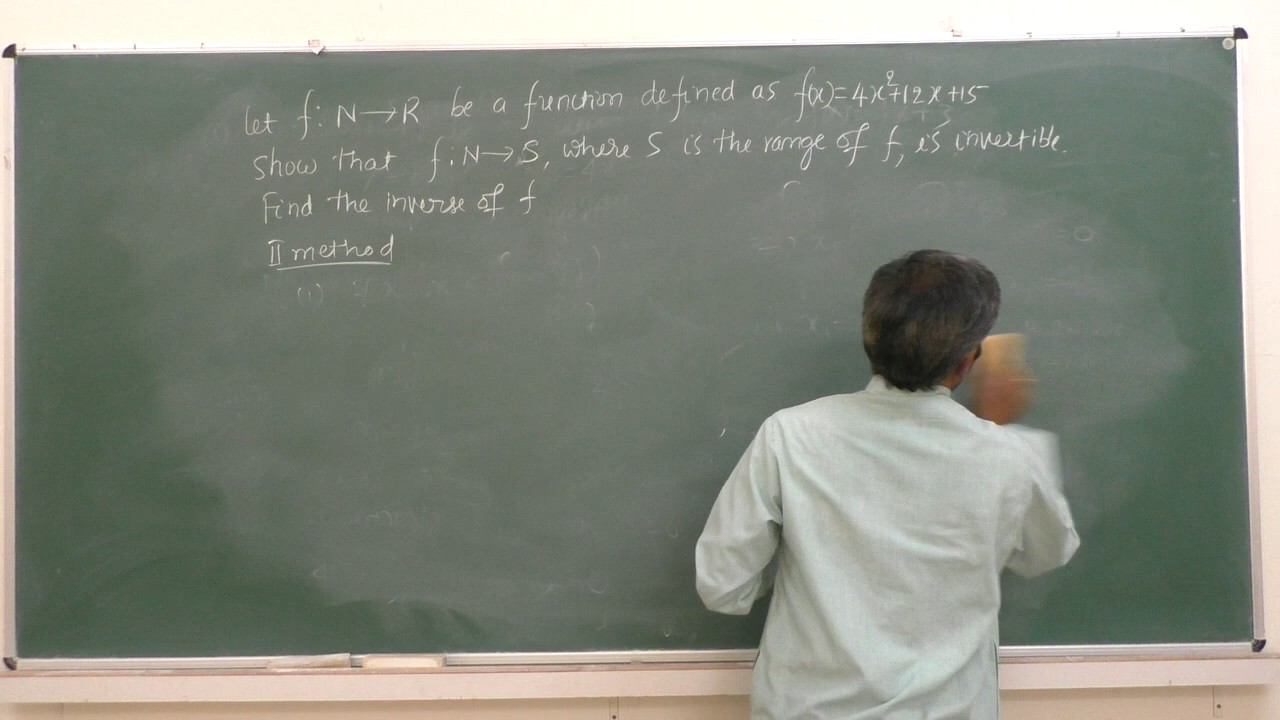 let f: N→R be a function defined as f(x)=4x²+12x+15
show that f:N→S, where S is the range of f, is invertible.
Find the inverse of f
II method
(1)